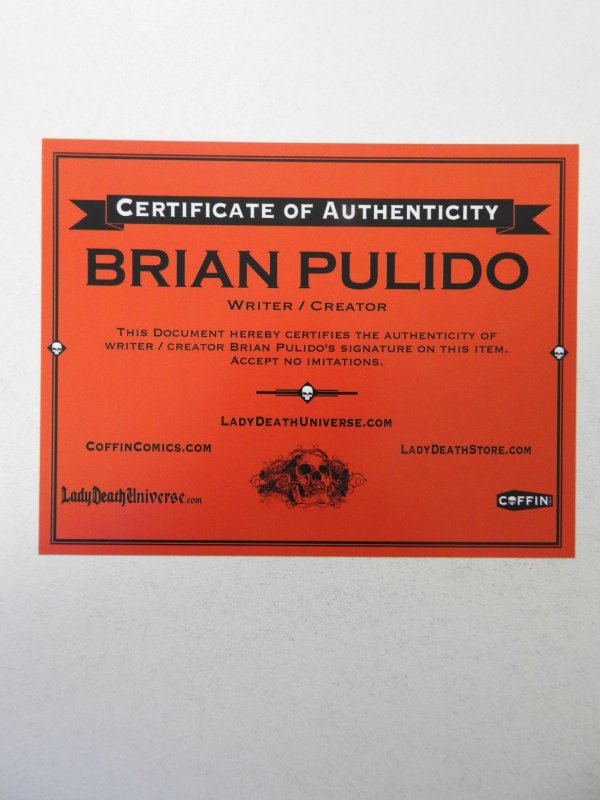 CERTIFICATE OF AUTHENTICITY
BRIAN PULIDO
WRITER / CREATOR
THIS DOCUMENT HEREBY CERTIFIES THE AUTHENTICITY OF
WRITER / CREATOR BRIAN PULIDO'S SIGNATURE ON THIS ITEM.
ACCEPT NO IMITATIONS.
LADYDEATHUNIVERSE.COM
COFFINCOMICS.COM
LADYDEATHSTORE.COM
LadyDeathUniverse.com
COFFIN